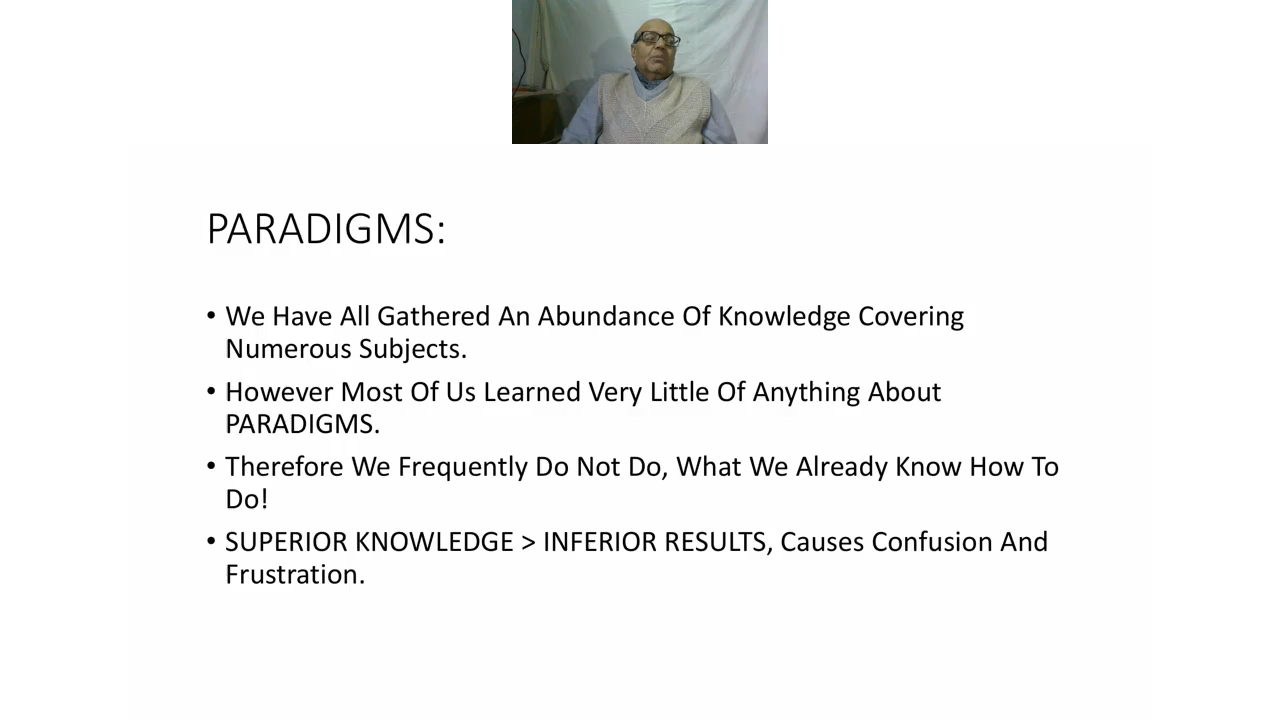 PARADIGMS:
• We Have All Gathered An Abundance Of Knowledge Covering
Numerous Subjects.
• However Most Of Us Learned Very Little Of Anything About
PARADIGMS.
• Therefore We Frequently Do Not Do, What We Already Know How To
Do!
• SUPERIOR KNOWLEDGE > INFERIOR RESULTS, Causes Confusion And
Frustration.